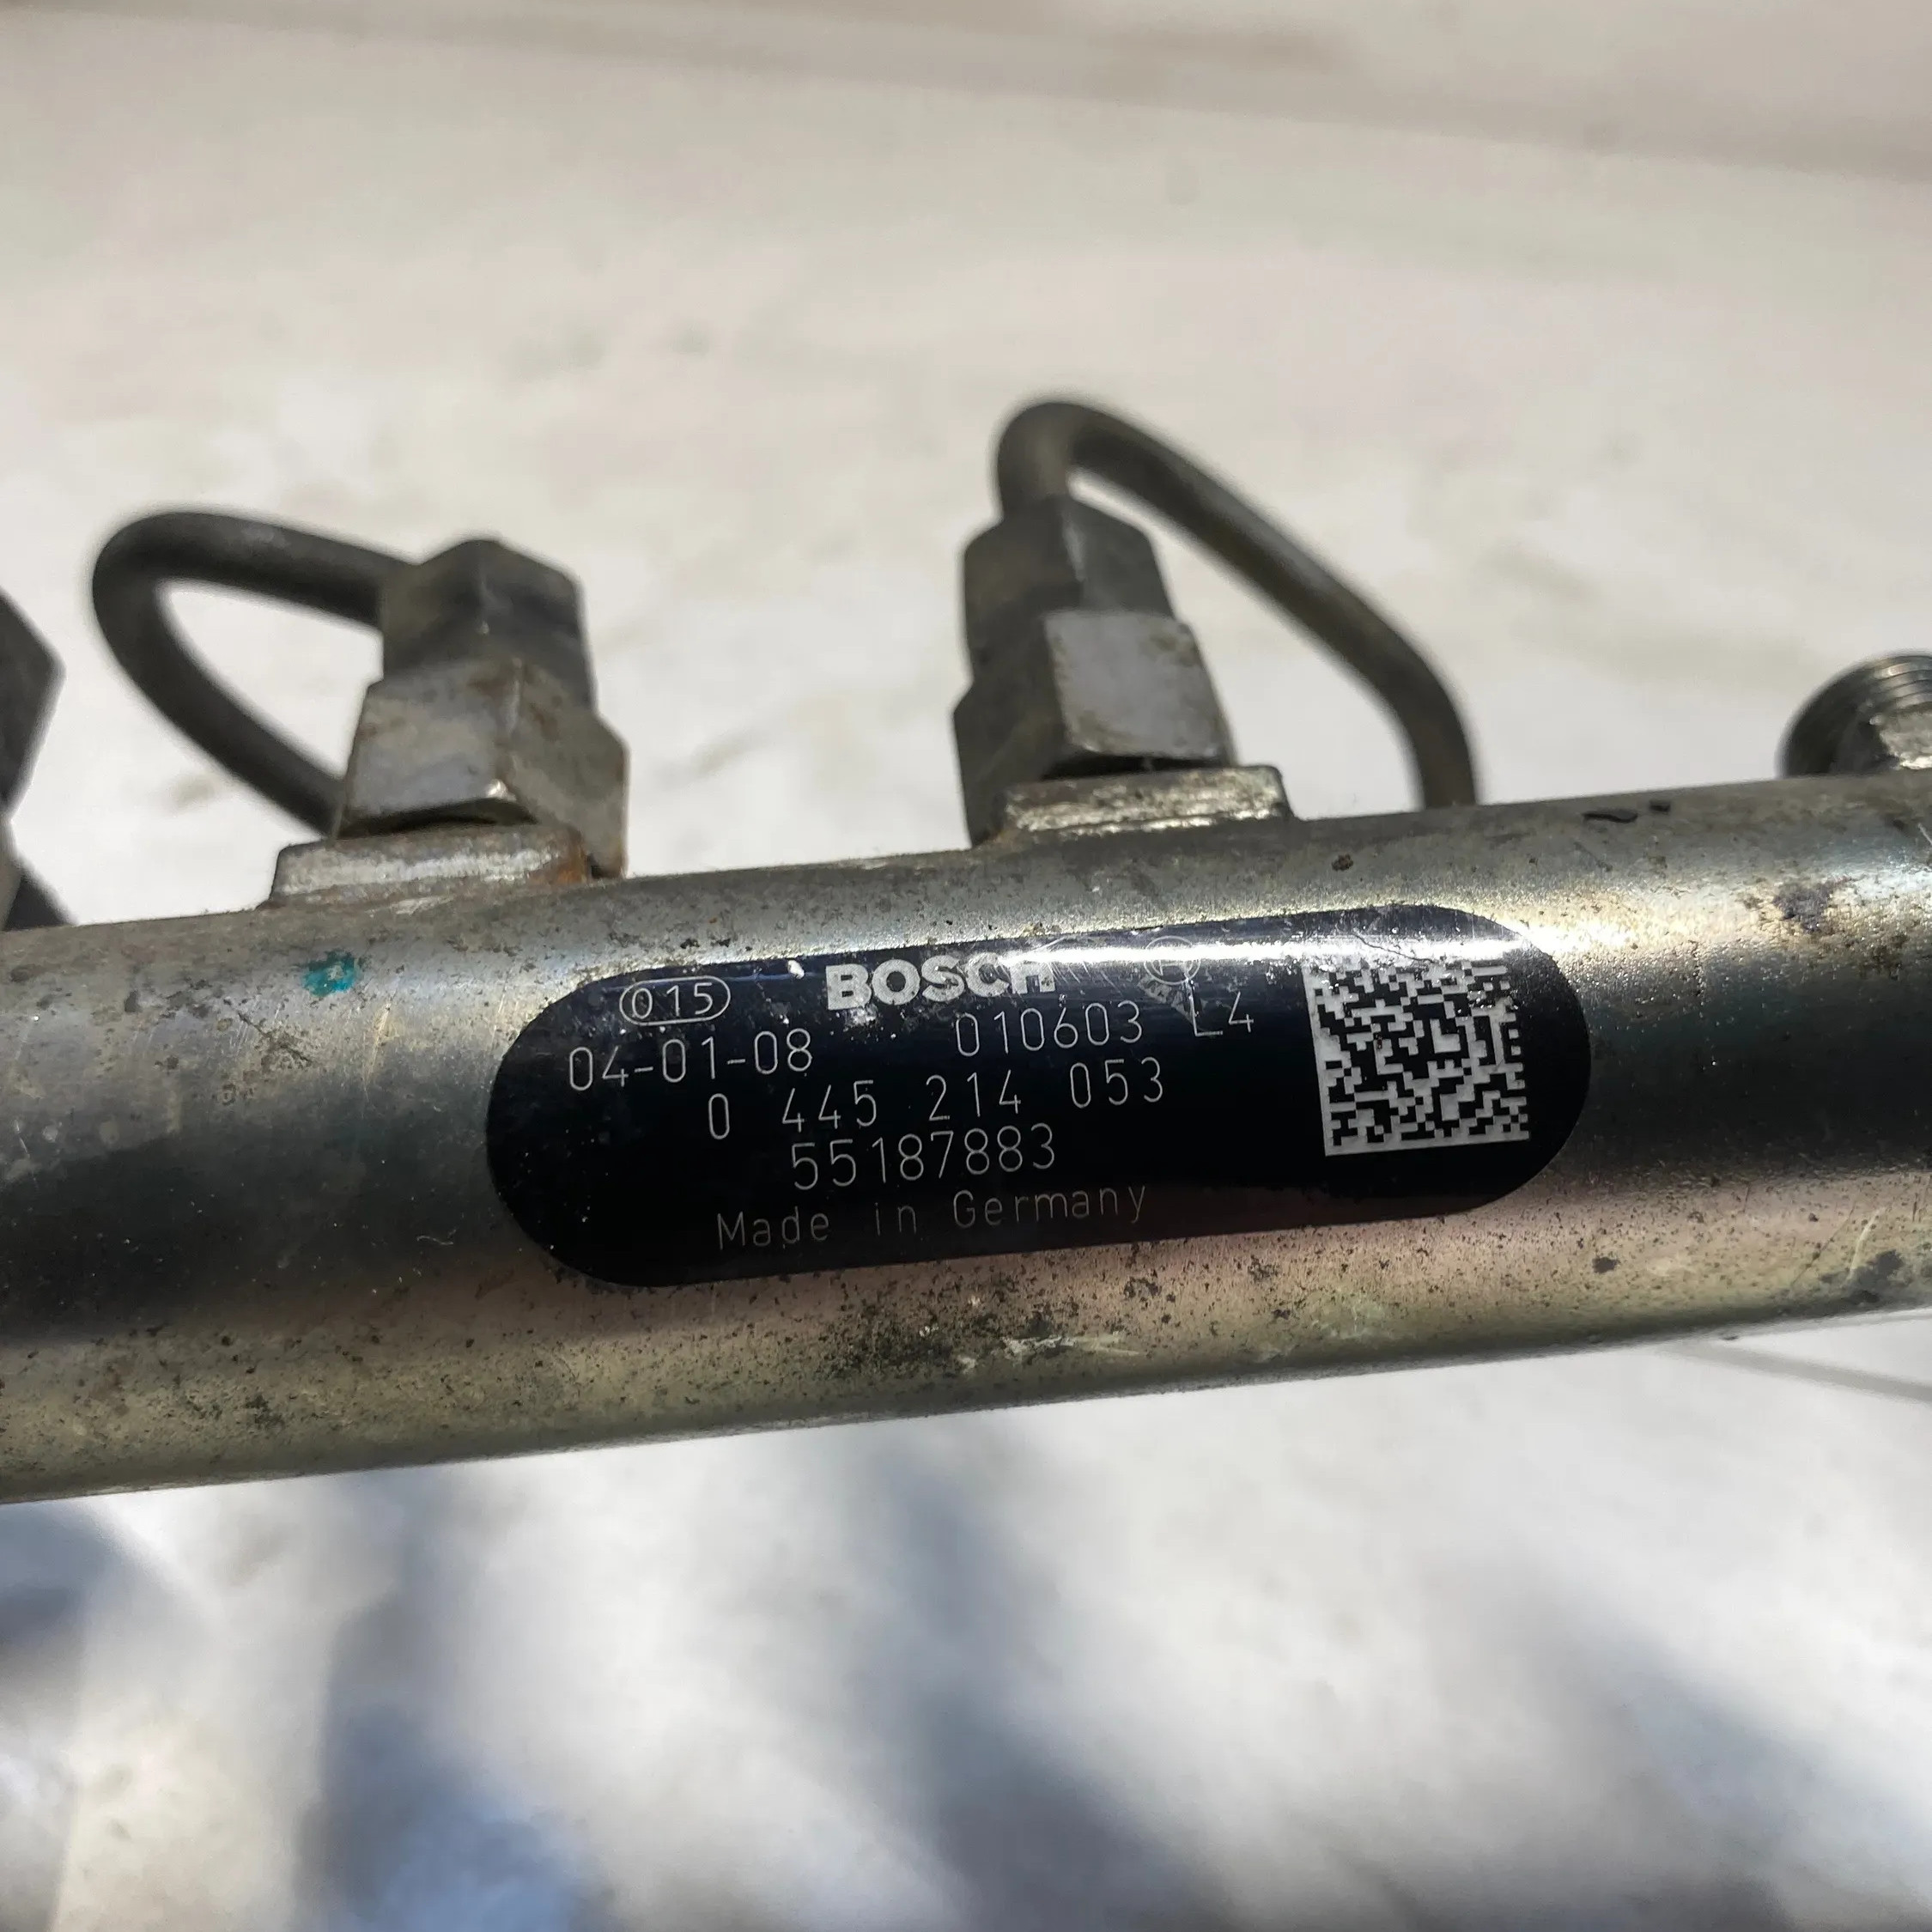 015 BOSCH
04-01-08 010603 L4
0 445 214 053
55187883
Made in Germany